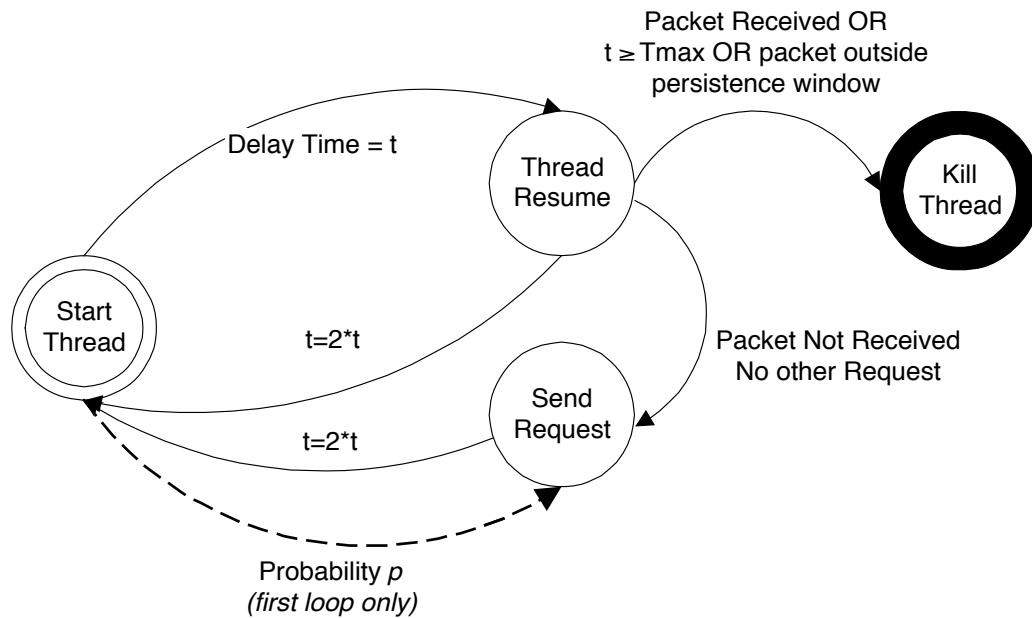 Packet Received OR
t ≥ Tmax OR packet outside
persistence window
Delay Time = t
Thread
Resume
Kill
Thread
Start
Thread
t=2*t
Packet Not Received
No other Request
Send
Request
t=2*t
Probability p
(first loop only)